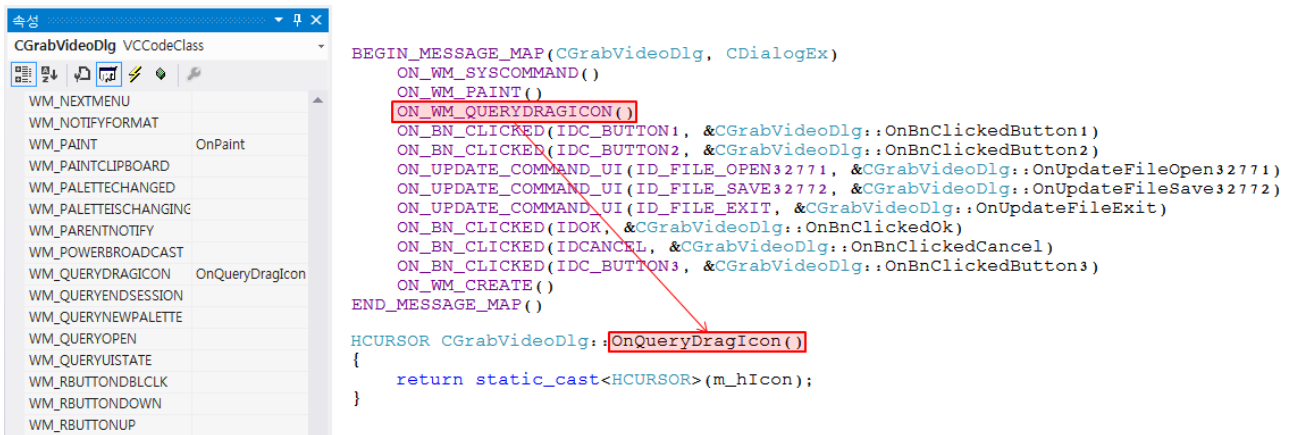 속성
CGrabVideoDlg VCCodeClass
WM_NEXTMENU
WM_NOTIFYFORMAT
WM_PAINT OnPaint
WM_PAINTCLIPBOARD
WM_PALETTECHANGED
WM_PALETTEISCHANGING
WM_PARENTNOTIFY
WM_POWERBROADCAST
WM_QUERYDRAGICON OnQueryDragIcon
WM_QUERYENDSESSION
WM_QUERYNEWPALETTE
WM_QUERYOPEN
WM_QUERYUISTATE
WM_RBUTTONDBLCLK
WM_RBUTTONDOWN
WM_RBUTTONUP
BEGIN_MESSAGE_MAP(CGrabVideoDlg, CDialogEx)
ON_WM_SYSCOMMAND()
ON_WM_PAINT()
ON_WM_QUERYDRAGICON()
ON_BN_CLICKED(IDC_BUTTON1, &CGrabVideoDlg::OnBnClickedButton1)
ON_BN_CLICKED(IDC_BUTTON2, &CGrabVideoDlg::OnBnClickedButton2)
ON_UPDATE_COMMAND_UI(ID_FILE_OPEN32771, &CGrabVideoDlg::OnUpdateFileOpen32771)
ON_UPDATE_COMMAND_UI(ID_FILE_SAVE32772, &CGrabVideoDlg::OnUpdateFileSave32772)
ON_UPDATE_COMMAND_UI(ID_FILE_EXIT, &CGrabVideoDlg::OnUpdateFileExit)
ON_BN_CLICKED(IDOK, &CGrabVideoDlg::OnBnClickedOk)
ON_BN_CLICKED(IDCANCEL, &CGrabVideoDlg::OnBnClickedCancel)
ON_BN_CLICKED(IDC_BUTTON3, &CGrabVideoDlg::OnBnClickedButton3)
ON_WM_CREATE()
END_MESSAGE_MAP()
HCURSOR CGrabVideoDlg::OnQueryDragIcon()
{
return static_cast<HCURSOR>(m_hIcon);
}